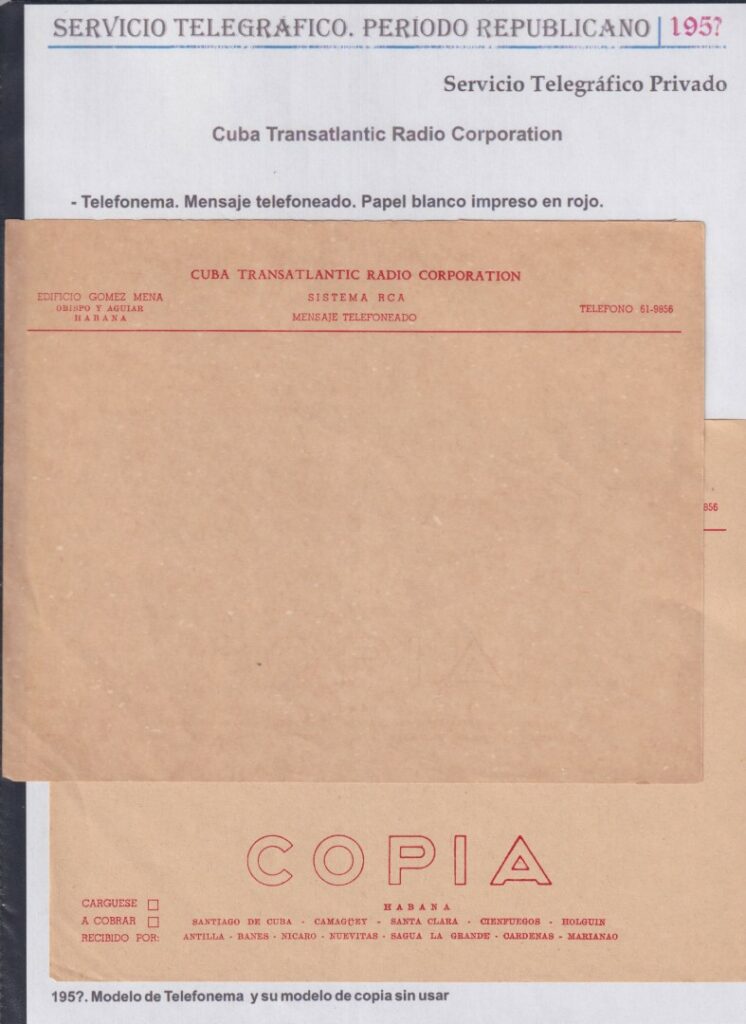 SERVICIO TELEGRÁFICO. PERIODO REPUBLICANO | 195?
Servicio Telegráfico Privado
Cuba Transatlantic Radio Corporation
- Telefonema. Mensaje telefoneado. Papel blanco impreso en rojo.
CUBA TRANSATLANTIC RADIO CORPORATION
EDIFICIO GOMEZ MENA
OBISPO Y AGUIAR
HABANA
SISTEMA RCA
MENSAJE TELEFONEADO
TELEFONO 61-9856
856
COPIA
CARGUESE
A COBRAR
RECIBIDO POR:
HABANA
SANTIAGO DE CUBA - CAMAGÜEY - SANTA CLARA - CIENFUEGOS - HOLGUIN
ANTILLA - BANES - NICARO - NUEVITAS - SAGUA LA GRANDE - CARDENAS - MARIANAO
195?. Modelo de Telefonema y su modelo de copia sin usar